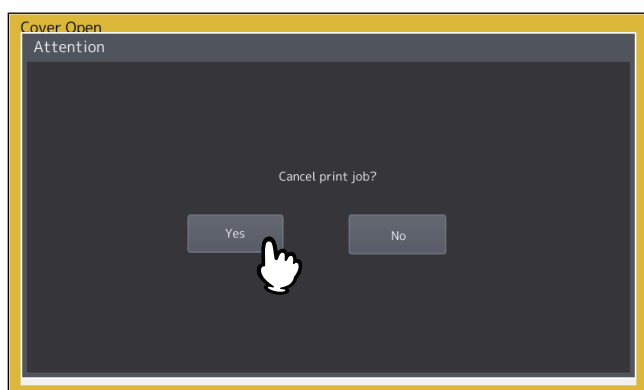 Cover Open
Attention
Cancel print job?
Yes
No